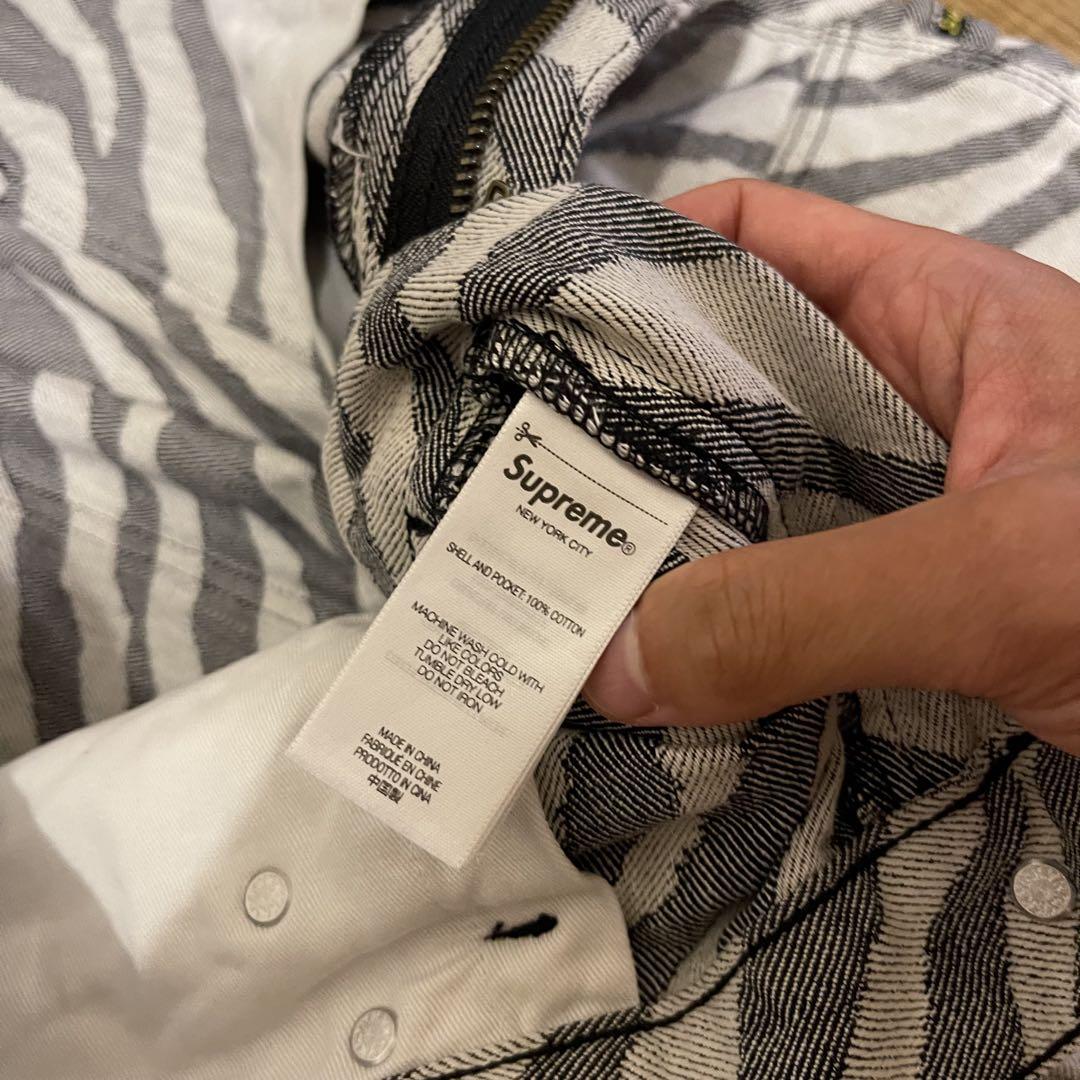 Supreme®
NEW YORK CITY
SHELL AND POCKET: 100% COTTON
MACHINE WASH COLD WITH
LIKE COLORS
DO NOT BLEACH
TUMBLE DRY LOW
DO NOT IRON
MADE IN CHINA
FABRIQUÉ EN CHINE
PRODOTTO IN CINA
中国製